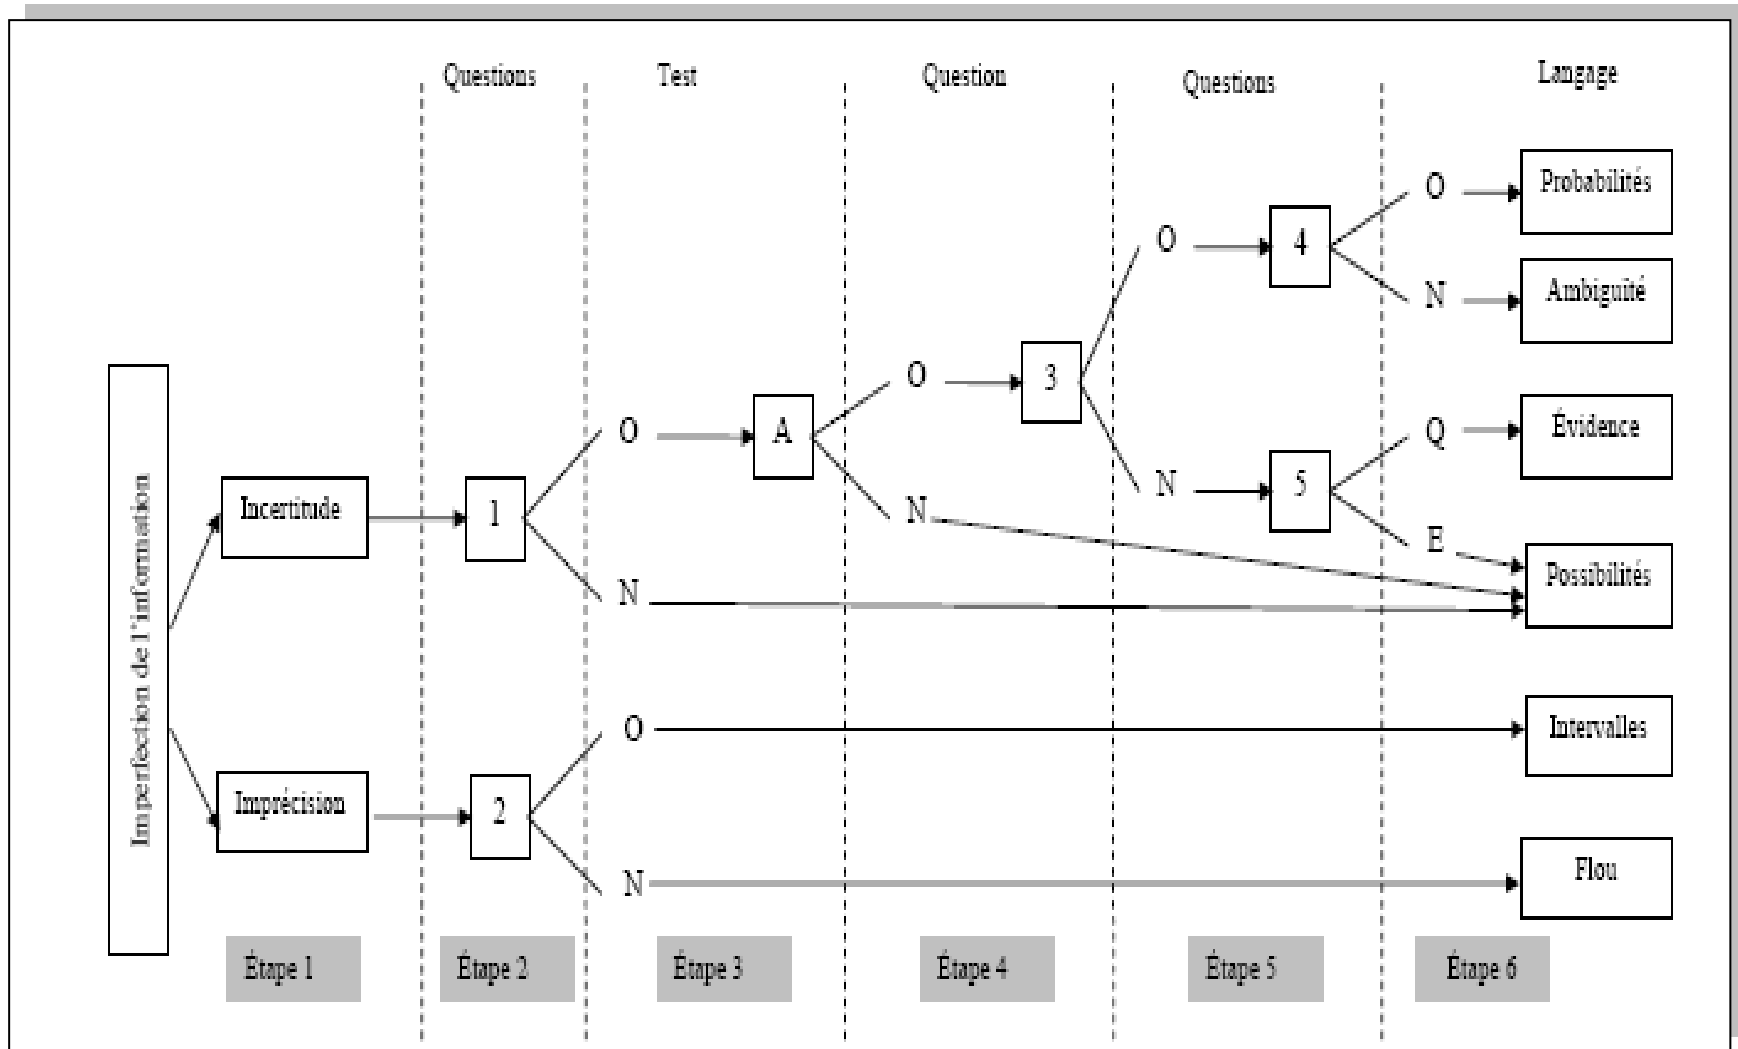 Questions
Test
Question
Questions
Langage
Imperfection de l'information
Incertitude
Imprécision
1
2
O
N
O
N
A
O
N
3
O
N
4
5
O
N
Q
E
Probabilités
Ambiguïté
Évidence
Possibilités
Intervalles
Flou
Étape 1
Étape 2
Étape 3
Étape 4
Étape 5
Étape 6